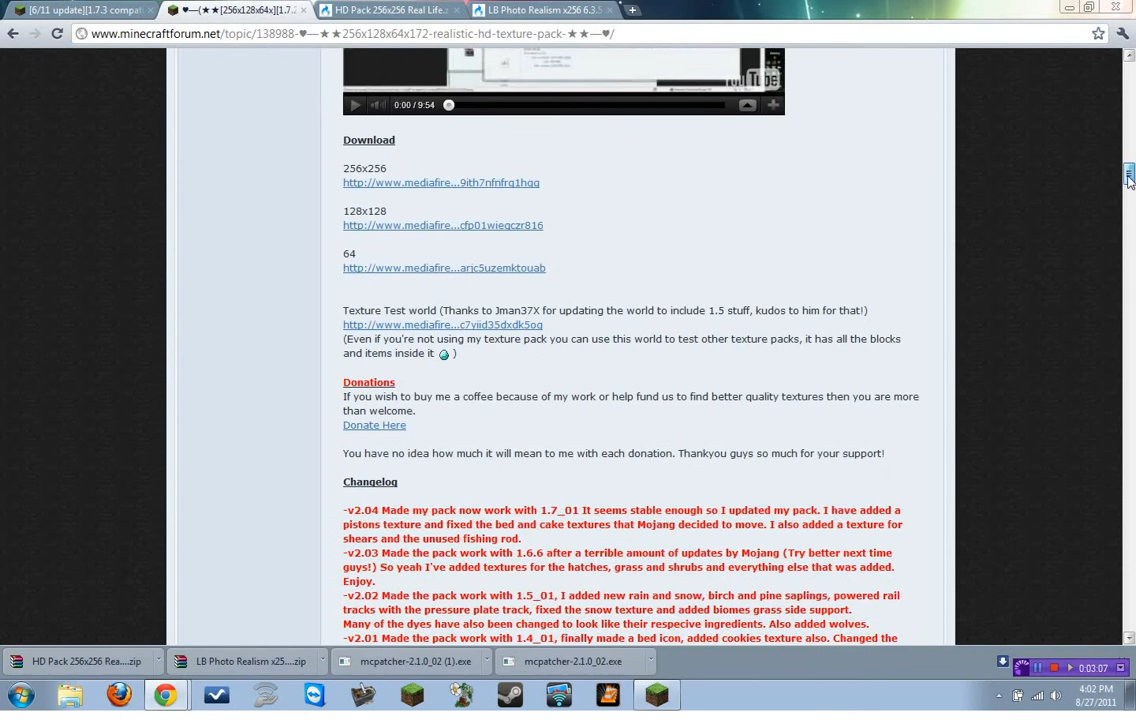 [6/11 update][1.7.3 compat
♥—(★★[256x128x64x][1.7.2
HD Pack 256x256 Real Life.z
LB Photo Realism x256 6.3.5
www.minecraftforum.net/topic/138988-♥—★★256x128x64x172-realistic-hd-texture-pack-★★—♥/
YouTube
0:00 / 9:54
Download
256x256
http://www.mediafire...9ith7nfnfrg1hqq
128x128
http://www.mediafire...cfp01wieqczr816
64
http://www.mediafire...arjc5uzemktouab
Texture Test world (Thanks to Jman37X for updating the world to include 1.5 stuff, kudos to him for that!)
http://www.mediafire...c7viid35dxdk5oq
(Even if you're not using my texture pack you can use this world to test other texture packs, it has all the blocks
and items inside it )
Donations
If you wish to buy me a coffee because of my work or help fund us to find better quality textures then you are more
than welcome.
Donate Here
You have no idea how much it will mean to me with each donation. Thankyou guys so much for your support!
Changelog
-v2.04 Made my pack now work with 1.7_01 It seems stable enough so I updated my pack. I have added a
pistons texture and fixed the bed and cake textures that Mojang decided to move. I also added a texture for
shears and the unused fishing rod.
-v2.03 Made the pack work with 1.6.6 after a terrible amount of updates by Mojang (Try better next time
guys!) So yeah I've added textures for the hatches, grass and shrubs and everything else that was added.
Enjoy.
-v2.02 Made the pack work with 1.5_01, I added new rain and snow, birch and pine saplings, powered rail
tracks with the pressure plate track, fixed the snow texture and added biomes grass side support.
Many of the dyes have also been changed to look like their respecive ingredients. Also added wolves.
-v2.01 Made the pack work with 1.4_01, finally made a bed icon, added cookies texture also. Changed the
HD Pack 256x256 Rea....zip
LB Photo Realism x25....zip
mcpatcher-2.1.0_02 (1).exe
mcpatcher-2.1.0_02.exe
0:03:07
4:02 PM
8/27/2011